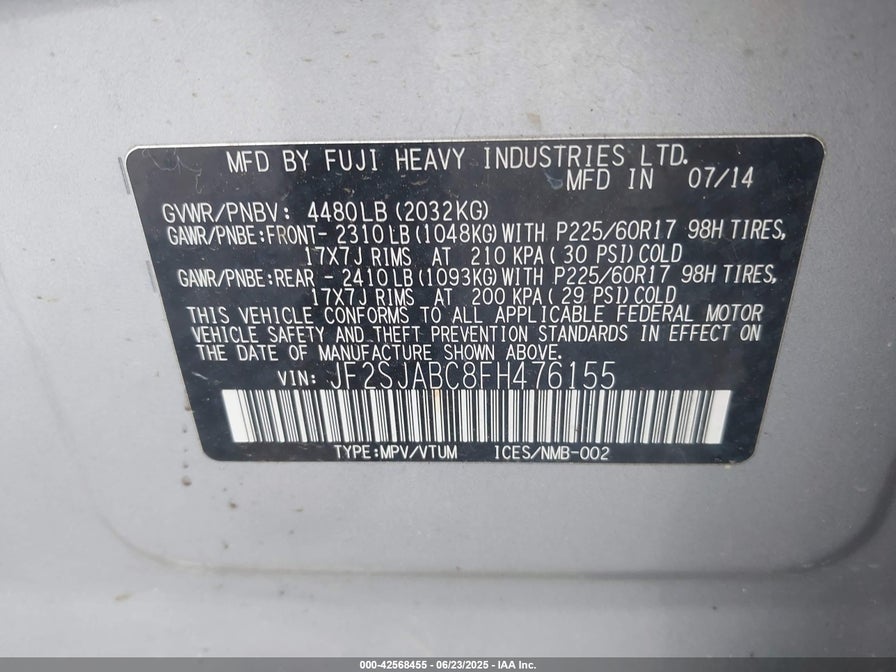 MFD BY FUJI HEAVY INDUSTRIES LTD.
MFD IN 07/14
GVWR/PNBV: 4480LB (2032KG)
GAWR/PNBE:FRONT- 2310LB (1048KG) WITH P225/60R17 98H TIRES,
17X7J RIMS AT 210 KPA ( 30 PSI) COLD
GAWR/PNBE:REAR - 2410LB (1093KG) WITH P225/60R17 98H TIRES,
17X7J RIMS AT 200 KPA ( 29 PSI) COLD
THIS VEHICLE CONFORMS TO ALL APPLICABLE FEDERAL MOTOR
VEHICLE SAFETY AND THEFT PREVENTION STANDARDS IN EFFECT ON
THE DATE OF MANUFACTURE SHOWN ABOVE.
VIN: JF2SJABC8FH476155
TYPE:MPV/VTUM ICES/NMB-002
000-42568455 - 06/23/2025 - IAA Inc.